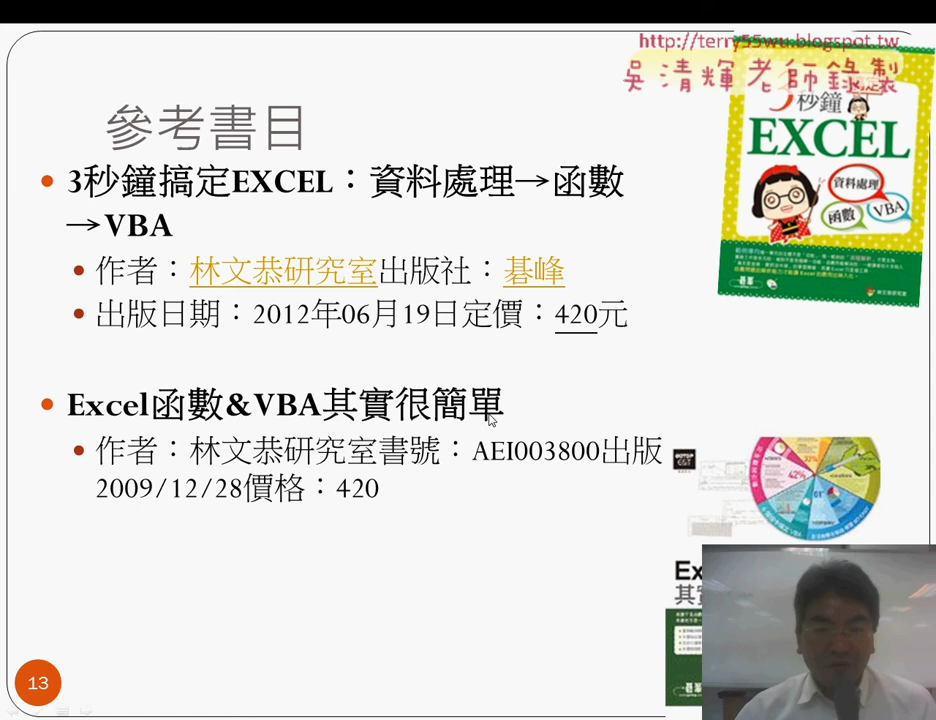 http://terry55wu.blogspot.tw
吳清輝老師錄製
參考書目
3秒鐘搞定EXCEL：資料處理→函數
→VBA
作者：林文恭研究室出版社：碁峰
出版日期：2012年06月19日定價：420元
Excel函數&VBA其實很簡單
作者：林文恭研究室書號：AEI003800出版
2009/12/28價格：420
秒鐘
EXCEL
資料處理
函數
VBA
42%
Ex
其
13